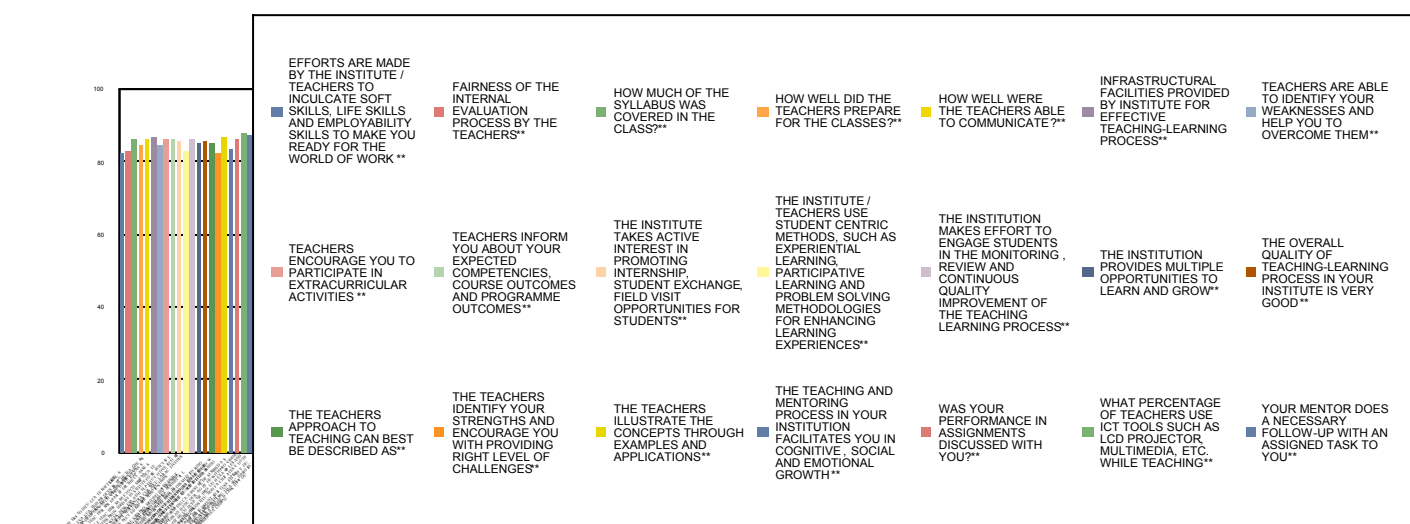 100
80
60
40
20
0
EFFORTS ARE MADE
BY THE INSTITUTE /
TEACHERS TO
INCULCATE SOFT
SKILLS, LIFE SKILLS
AND EMPLOYABILITY
SKILLS TO MAKE YOU
READY FOR THE
WORLD OF WORK **
FAIRNESS OF THE
INTERNAL
EVALUATION
PROCESS BY THE
TEACHERS**
HOW MUCH OF THE
SYLLABUS WAS
COVERED IN THE
CLASS?**
HOW WELL DID THE
TEACHERS PREPARE
FOR THE CLASSES?**
HOW WELL WERE
THE TEACHERS ABLE
TO COMMUNICATE?**
INFRASTRUCTURAL
FACILITIES PROVIDED
BY INSTITUTE FOR
EFFECTIVE
TEACHING-LEARNING
PROCESS**
TEACHERS ARE ABLE
TO IDENTIFY YOUR
WEAKNESSES AND
HELP YOU TO
OVERCOME THEM**
TEACHERS
ENCOURAGE YOU TO
PARTICIPATE IN
EXTRACURRICULAR
ACTIVITIES **
TEACHERS INFORM
YOU ABOUT YOUR
EXPECTED
COMPETENCIES,
COURSE OUTCOMES
AND PROGRAMME
OUTCOMES**
THE INSTITUTE
TAKES ACTIVE
INTEREST IN
PROMOTING
INTERNSHIP,
STUDENT EXCHANGE,
FIELD VISIT
OPPORTUNITIES FOR
STUDENTS**
THE INSTITUTE /
TEACHERS USE
STUDENT CENTRIC
METHODS, SUCH AS
EXPERIENTIAL
LEARNING,
PARTICIPATIVE
LEARNING AND
PROBLEM SOLVING
METHODOLOGIES
FOR ENHANCING
LEARNING
EXPERIENCES**
THE INSTITUTION
MAKES EFFORT TO
ENGAGE STUDENTS
IN THE MONITORING ,
REVIEW AND
CONTINUOUS
QUALITY
IMPROVEMENT OF
THE TEACHING
LEARNING PROCESS**
THE INSTITUTION
PROVIDES MULTIPLE
OPPORTUNITIES TO
LEARN AND GROW**
THE OVERALL
QUALITY OF
TEACHING-LEARNING
PROCESS IN YOUR
INSTITUTE IS VERY
GOOD**
THE TEACHERS
APPROACH TO
TEACHING CAN BEST
BE DESCRIBED AS**
THE TEACHERS
IDENTIFY YOUR
STRENGTHS AND
ENCOURAGE YOU
WITH PROVIDING
RIGHT LEVEL OF
CHALLENGES**
THE TEACHERS
ILLUSTRATE THE
CONCEPTS THROUGH
EXAMPLES AND
APPLICATIONS**
THE TEACHING AND
MENTORING
PROCESS IN YOUR
INSTITUTION
FACILITATES YOU IN
COGNITIVE , SOCIAL
AND EMOTIONAL
GROWTH**
WAS YOUR
PERFORMANCE IN
ASSIGNMENTS
DISCUSSED WITH
YOU?**
WHAT PERCENTAGE
OF TEACHERS USE
ICT TOOLS SUCH AS
LCD PROJECTOR,
MULTIMEDIA, ETC.
WHILE TEACHING**
YOUR MENTOR DOES
A NECESSARY
FOLLOW-UP WITH AN
ASSIGNED TASK TO
YOU**